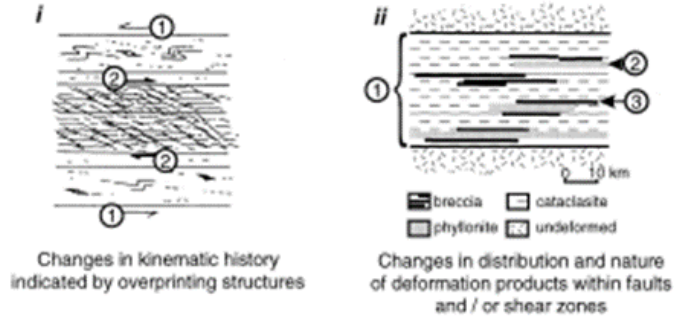 i
1
2
2
1
Changes in kinematic history
indicated by overprinting structures
ii
1
2
3
0 10 km
breccia
cataclasite
phyllonite
undeformed
Changes in distribution and nature
of deformation products within faults
and / or shear zones